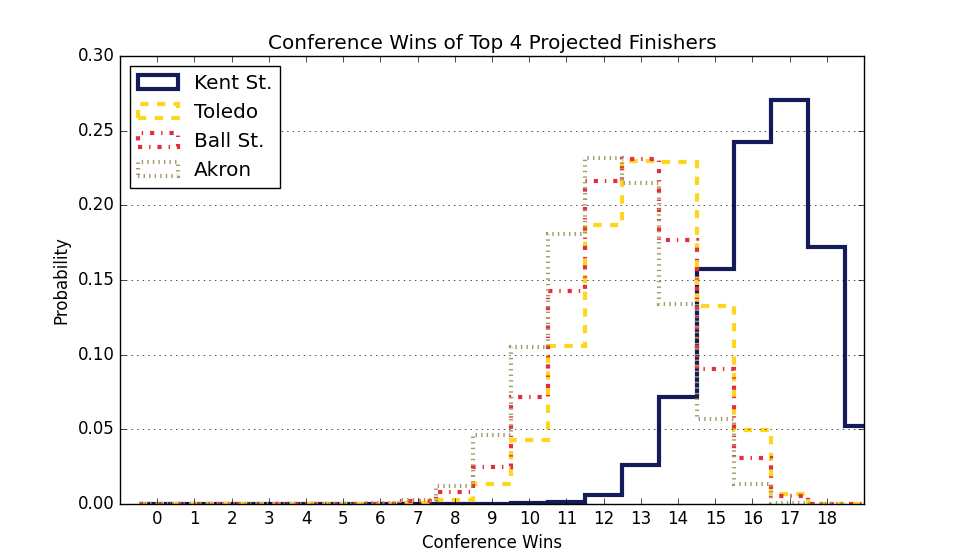 Conference Wins of Top 4 Projected Finishers
Kent St.
Toledo
Ball St.
Akron
Probability
0.30
0.25
0.20
0.15
0.10
0.05
0.00
0 1 2 3 4 5 6 7 8 9 10 11 12 13 14 15 16 17 18
Conference Wins